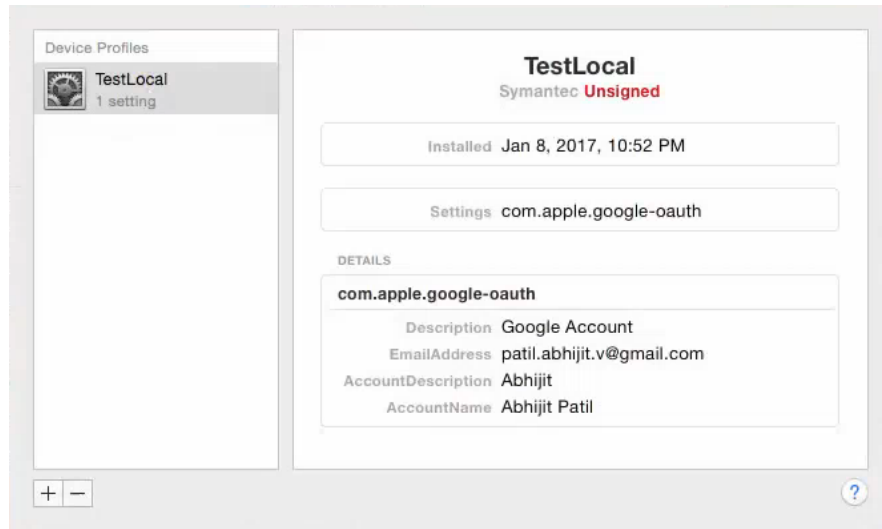 Device Profiles
TestLocal
1 setting
TestLocal
Symantec Unsigned
Installed Jan 8, 2017, 10:52 PM
Settings com.apple.google-oauth
DETAILS
com.apple.google-oauth
Description Google Account
EmailAddress patil.abhijit.v@gmail.com
AccountDescription Abhijit
AccountName Abhijit Patil
+ −
?